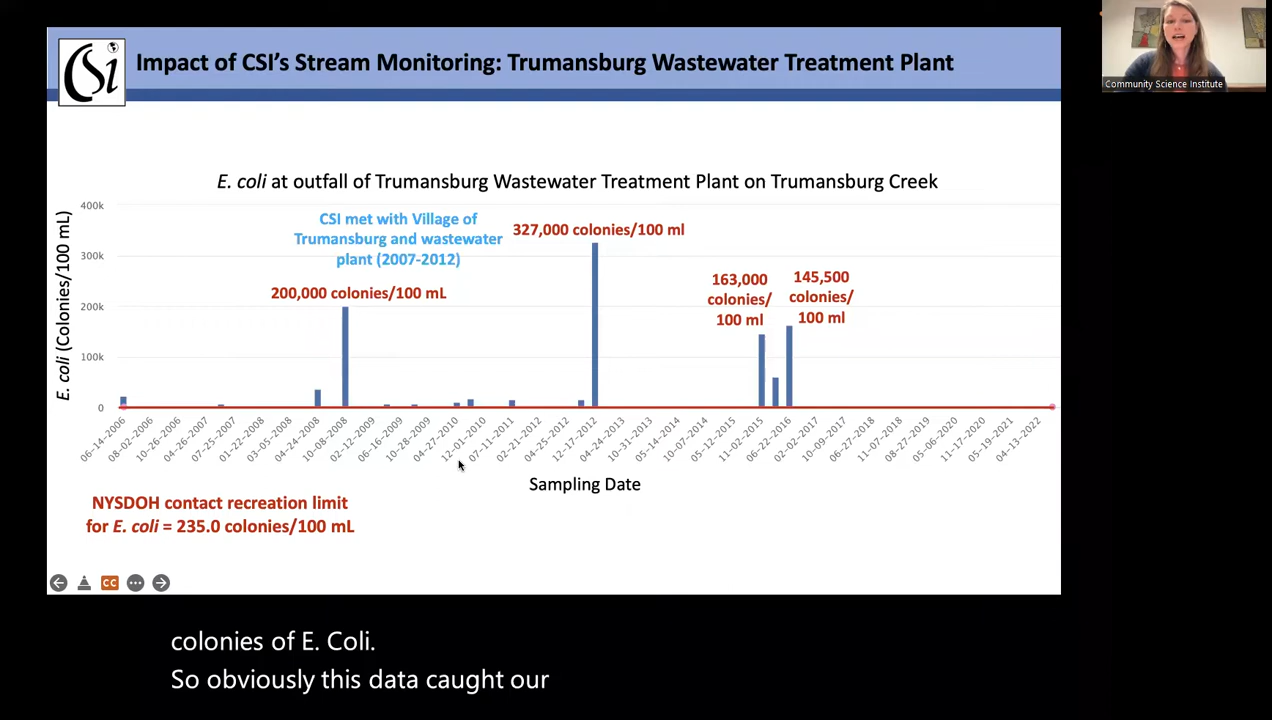 CSi
Impact of CSI's Stream Monitoring: Trumansburg Wastewater Treatment Plant
Community Science Institute
E. coli at outfall of Trumansburg Wastewater Treatment Plant on Trumansburg Creek
E. coli (Colonies/100 mL)
400k
300k
200k
100k
0
CSI met with Village of
Trumansburg and wastewater
plant (2007-2012)
200,000 colonies/100 mL
327,000 colonies/100 ml
163,000
colonies/
100 ml
145,500
colonies/
100 ml
06-14-2006
08-02-2006
10-26-2006
04-26-2007
07-25-2007
01-22-2008
03-05-2008
04-24-2008
10-08-2008
02-12-2009
06-16-2009
10-28-2009
04-27-2010
12-01-2010
07-11-2011
02-21-2012
04-25-2012
12-17-2012
04-24-2013
10-31-2013
05-14-2014
10-07-2014
05-12-2015
11-02-2015
06-22-2016
02-02-2017
10-09-2017
06-27-2018
11-07-2018
08-27-2019
05-06-2020
11-17-2020
05-19-2021
04-13-2022
Sampling Date
NYSDOH contact recreation limit
for E. coli = 235.0 colonies/100 mL
CC
colonies of E. Coli.
So obviously this data caught our